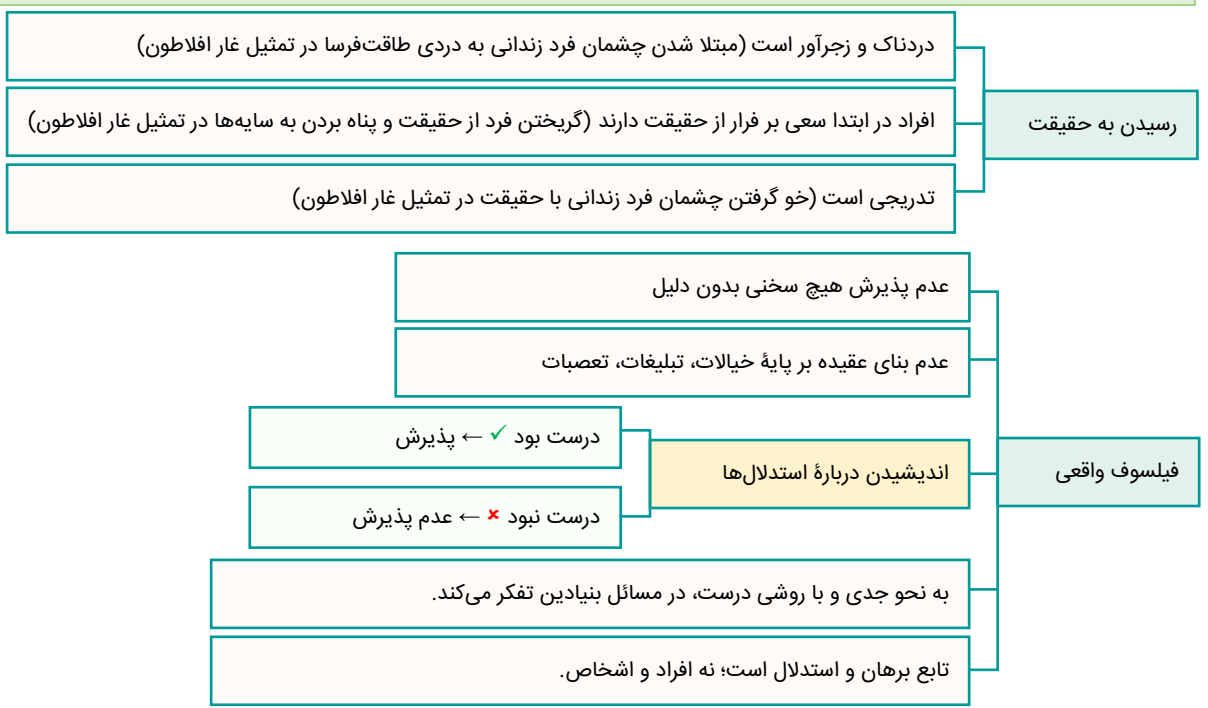 رسیدن به حقیقت
دردناک و زجرآور است (مبتلا شدن چشمان فرد زندانی به دردی طاقت‌فرسا در تمثیل غار افلاطون)
افراد در ابتدا سعی بر فرار از حقیقت دارند (گریختن فرد از حقیقت و پناه بردن به سایه‌ها در تمثیل غار افلاطون)
تدریجی است (خو گرفتن چشمان فرد زندانی با حقیقت در تمثیل غار افلاطون)
فیلسوف واقعی
عدم پذیرش هیچ سخنی بدون دلیل
عدم بنای عقیده بر پایهٔ خیالات، تبلیغات، تعصبات
اندیشیدن دربارهٔ استدلال‌ها
درست بود ✓ ← پذیرش
درست نبود × ← عدم پذیرش
به نحو جدی و با روشی درست، در مسائل بنیادین تفکر می‌کند.
تابع برهان و استدلال است؛ نه افراد و اشخاص.